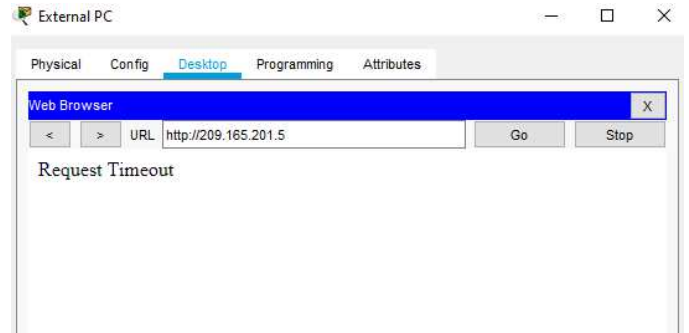 External PC
Physical Config Desktop Programming Attributes
Web Browser X
< > URL http://209.165.201.5 Go Stop
Request Timeout